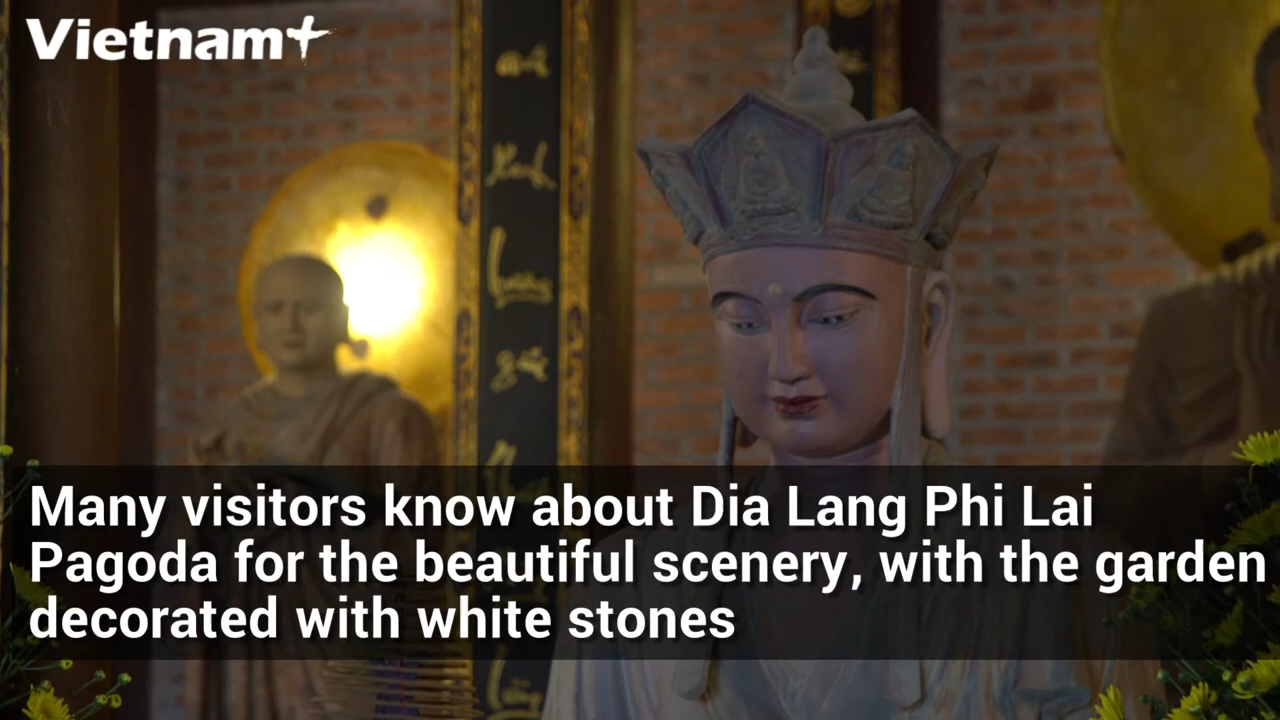 Vietnam+
Many visitors know about Dia Lang Phi Lai
Pagoda for the beautiful scenery, with the garden
decorated with white stones